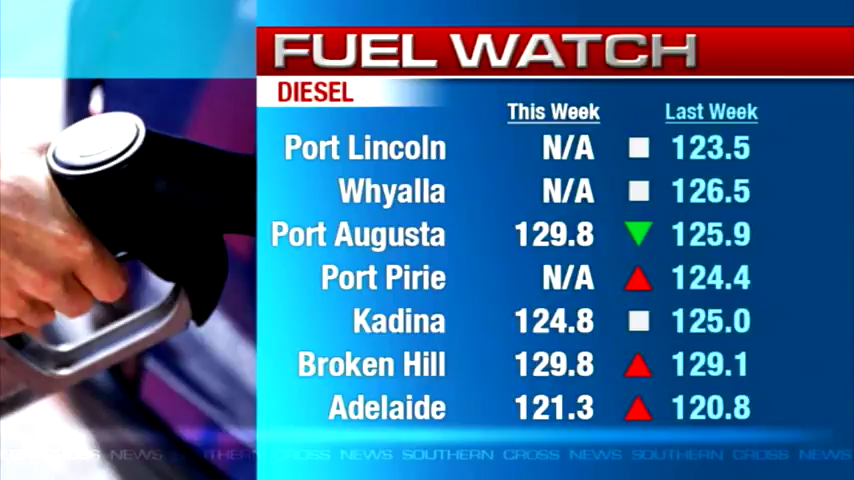 FUEL WATCH
DIESEL
This Week Last Week
Port Lincoln N/A 123.5
Whyalla N/A 126.5
Port Augusta 129.8 125.9
Port Pirie N/A 124.4
Kadina 124.8 125.0
Broken Hill 129.8 129.1
Adelaide 121.3 120.8
CROSS NEWS SOUTHERN CROSS NEWS SOUTHERN CROSS NEWS